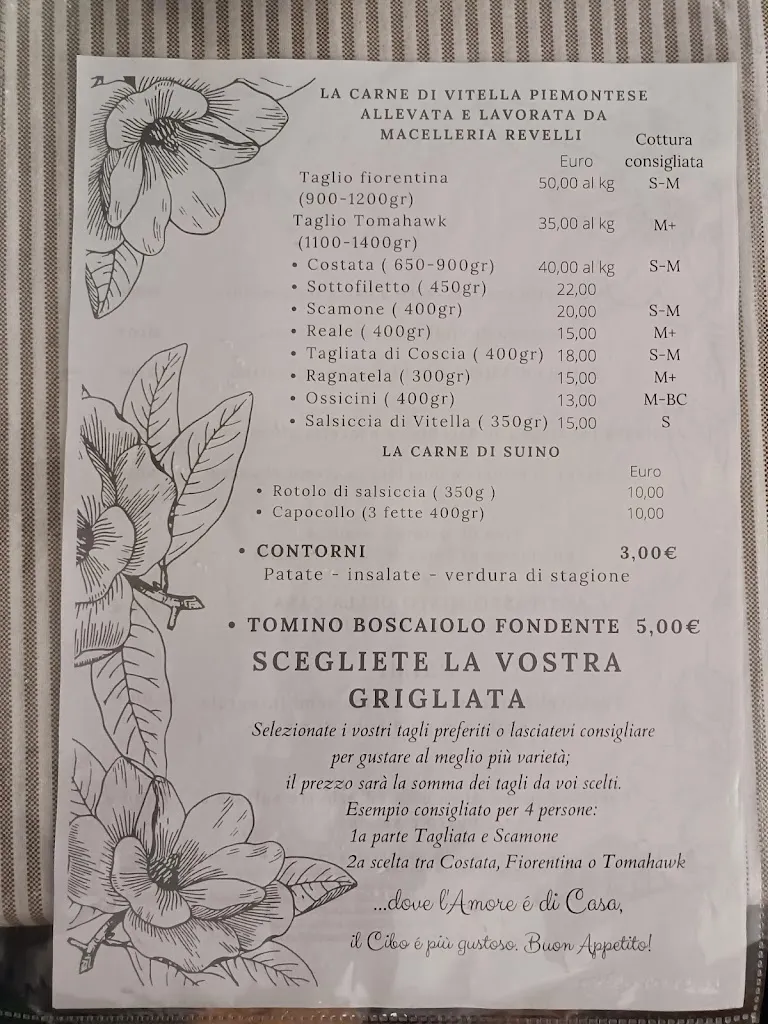 LA CARNE DI VITELLA PIEMONTESE
ALLEVATA E LAVORATA DA
MACELLERIA REVELLI
Cottura
Euro consigliata
Taglio fiorentina 50,00 al kg S-M
(900-1200gr)
Taglio Tomahawk 35,00 al kg M+
(1100-1400gr)
• Costata ( 650-900gr) 40,00 al kg S-M
• Sottofiletto ( 450gr) 22,00
• Scamone ( 400gr) 20,00 S-M
• Reale ( 400gr) 15,00 M+
• Tagliata di Coscia ( 400gr) 18,00 S-M
• Ragnatela ( 300gr) 15,00 M+
• Ossicini ( 400gr) 13,00 M-BC
• Salsiccia di Vitella ( 350gr) 15,00 S
LA CARNE DI SUINO
Euro
• Rotolo di salsiccia ( 350g ) 10,00
• Capocollo (3 fette 400gr) 10,00
• CONTORNI 3,00€
Patate - insalate - verdura di stagione
• TOMINO BOSCAIOLO FONDENTE 5,00€
SCEGLIETE LA VOSTRA
GRIGLIATA
Selezionate i vostri tagli preferiti o lasciatevi consigliare
per gustare al meglio più varietà;
il prezzo sarà la somma dei tagli da voi scelti.
Esempio consigliato per 4 persone:
1a parte Tagliata e Scamone
2a scelta tra Costata, Fiorentina o Tomahawk
...dove l'Amore é di Casa,
il Cibo é più gustoso. Buon Appetito!